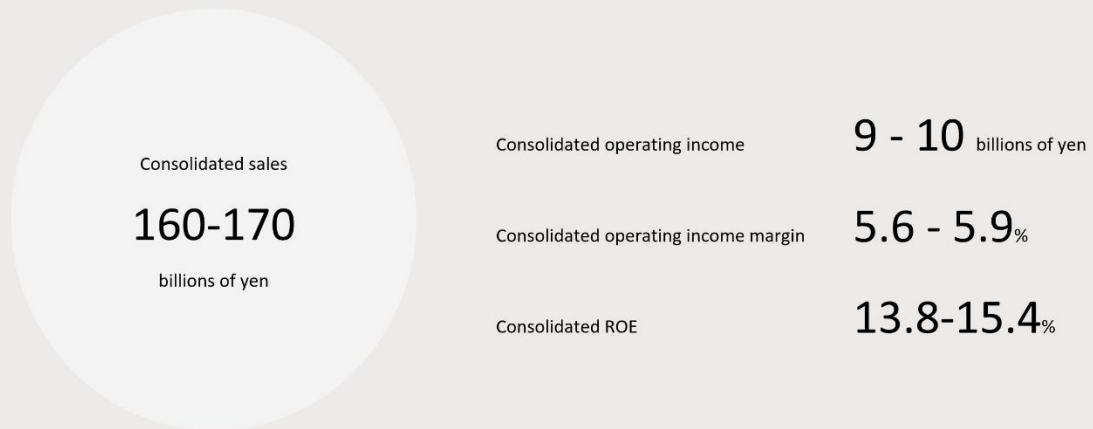 Consolidated sales
160-170
billions of yen
Consolidated operating income 9 - 10 billions of yen
Consolidated operating income margin 5.6 - 5.9%
Consolidated ROE 13.8-15.4%